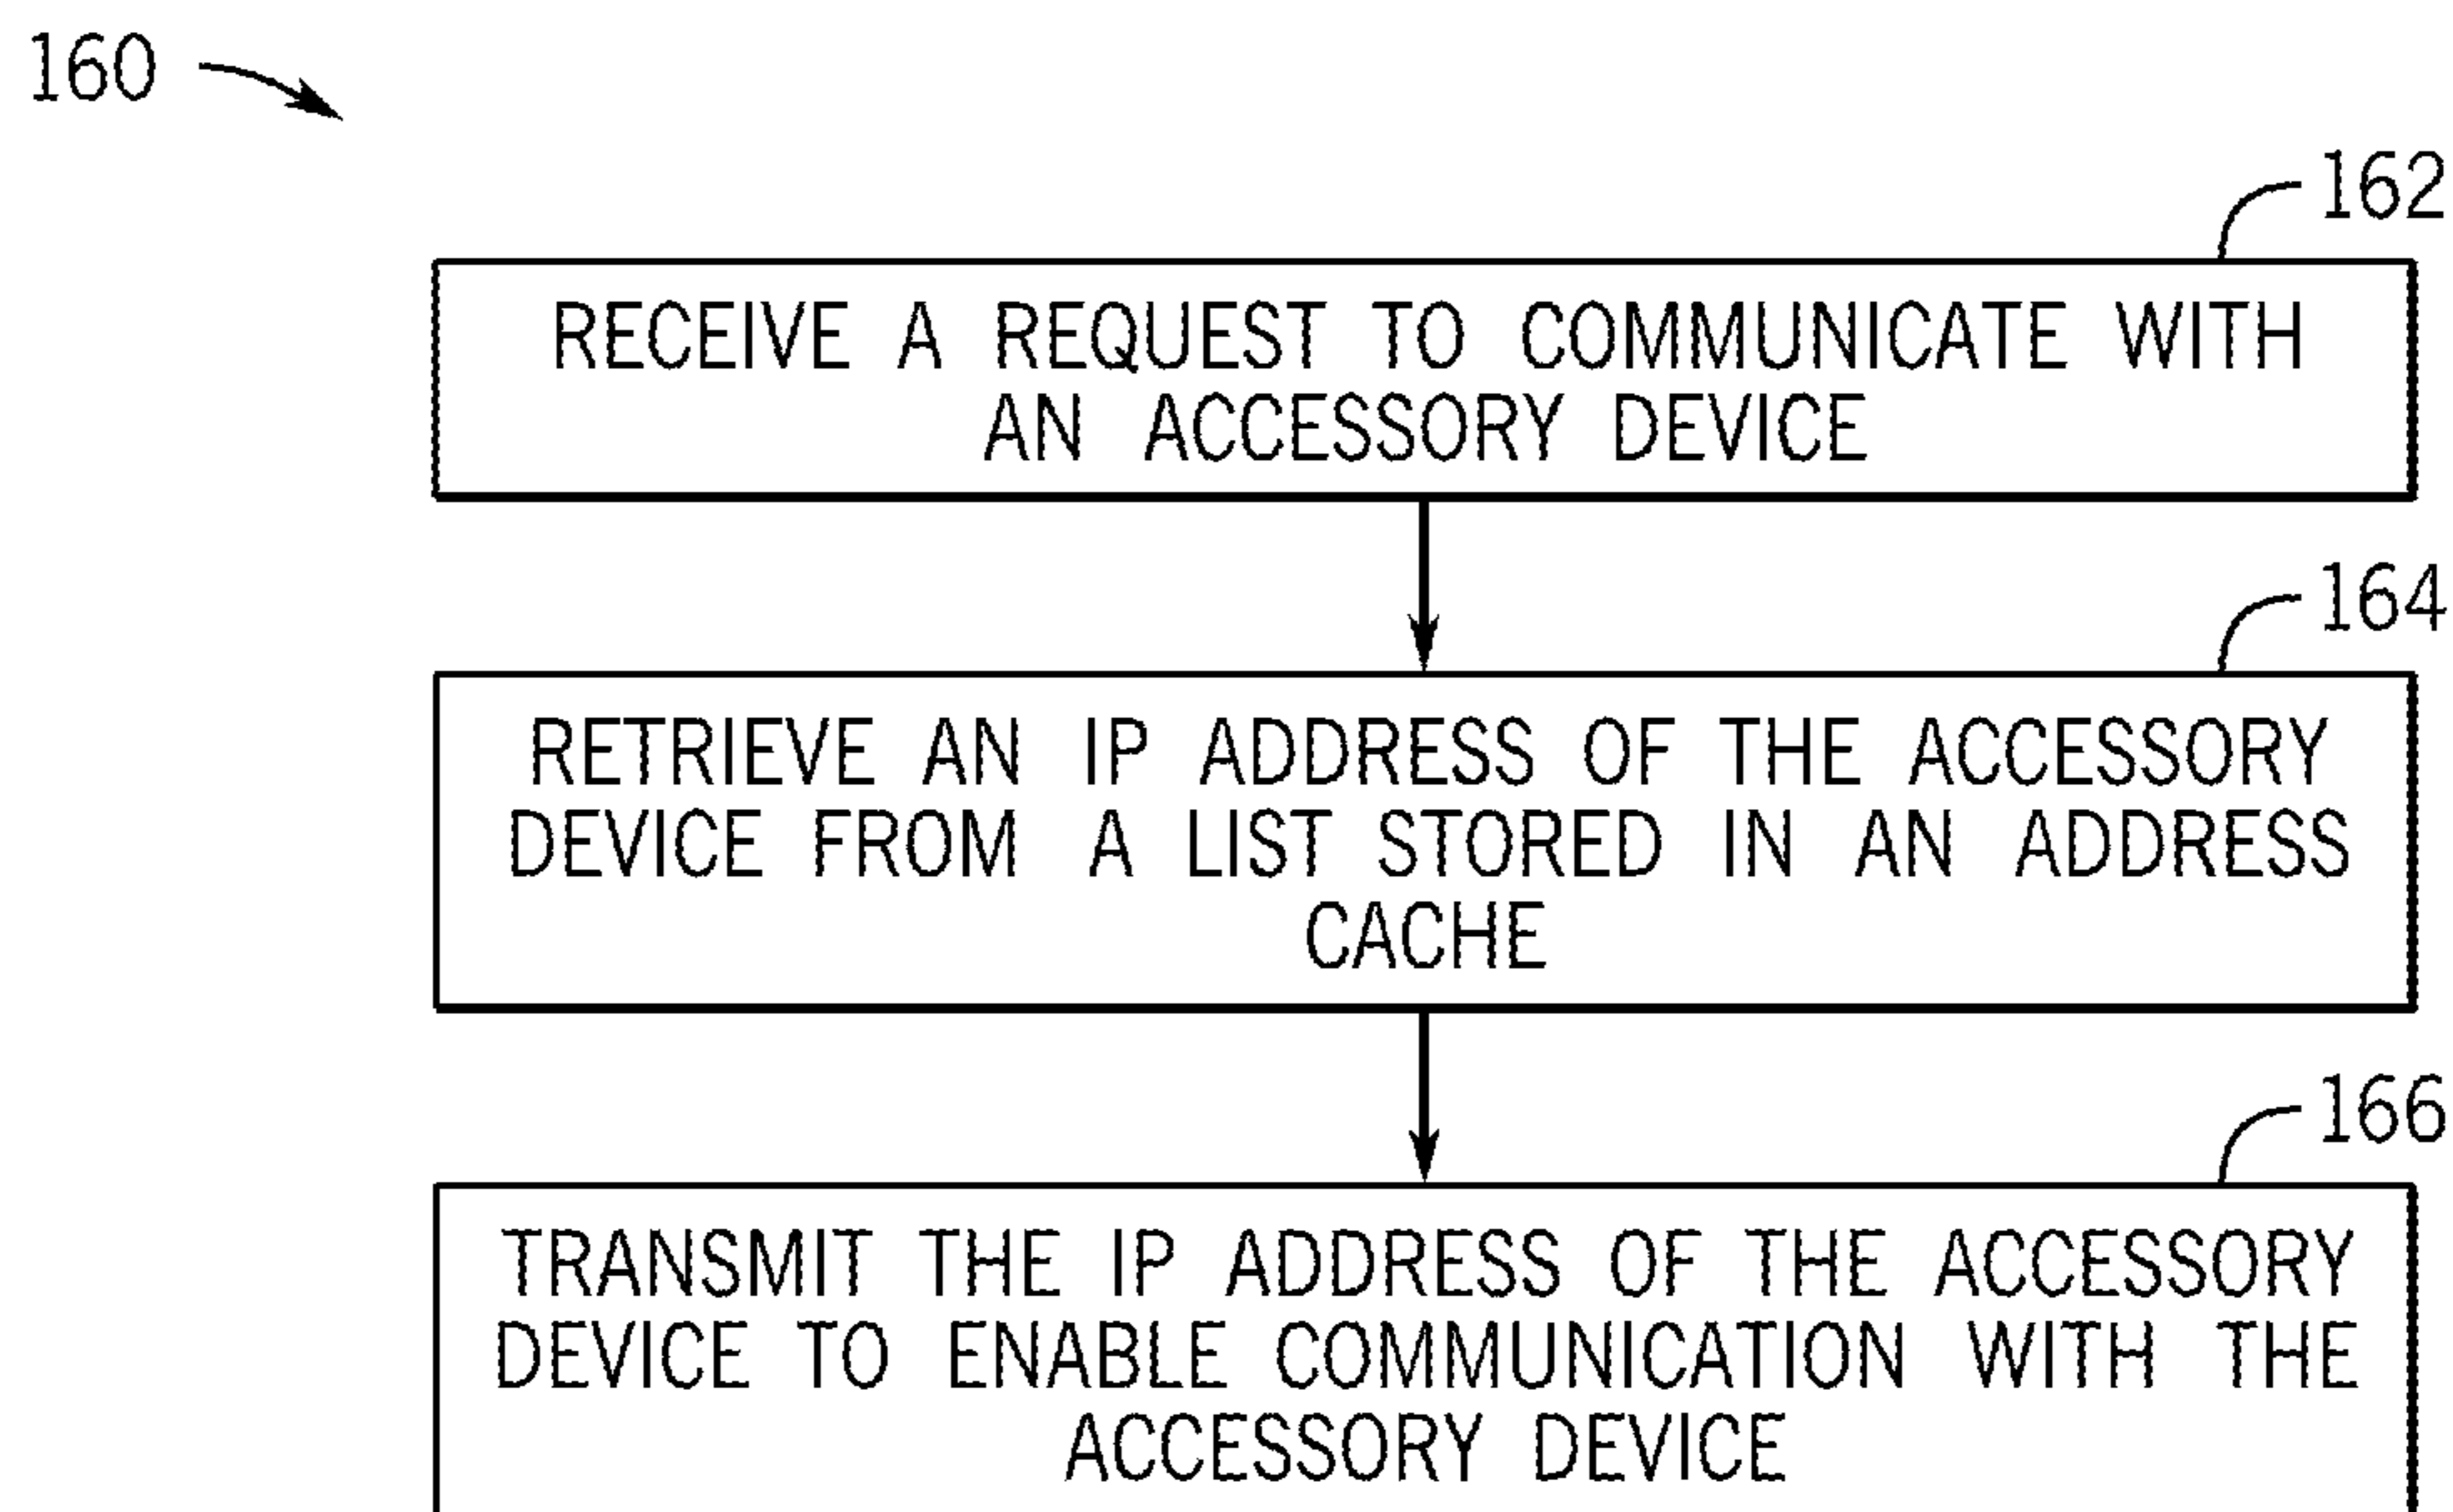 160
162
RECEIVE A REQUEST TO COMMUNICATE WITH
AN ACCESSORY DEVICE
164
RETRIEVE AN IP ADDRESS OF THE ACCESSORY
DEVICE FROM A LIST STORED IN AN ADDRESS
CACHE
166
TRANSMIT THE IP ADDRESS OF THE ACCESSORY
DEVICE TO ENABLE COMMUNICATION WITH THE
ACCESSORY DEVICE